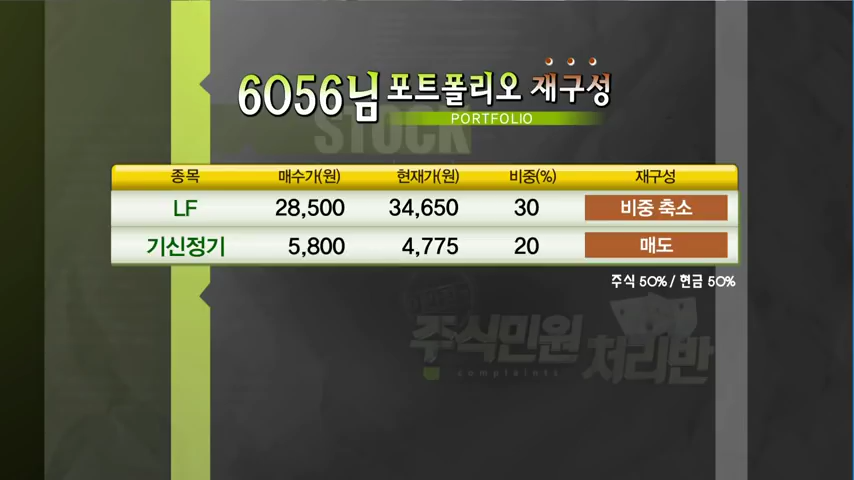 6056님 포트폴리오 재구성
PORTFOLIO
STOCK
종목 매수가(원) 현재가(원) 비중(%) 재구성
LF 28,500 34,650 30 비중 축소
기신정기 5,800 4,775 20 매도
주식 50% / 현금 50%
주식민원 처리반
complaints